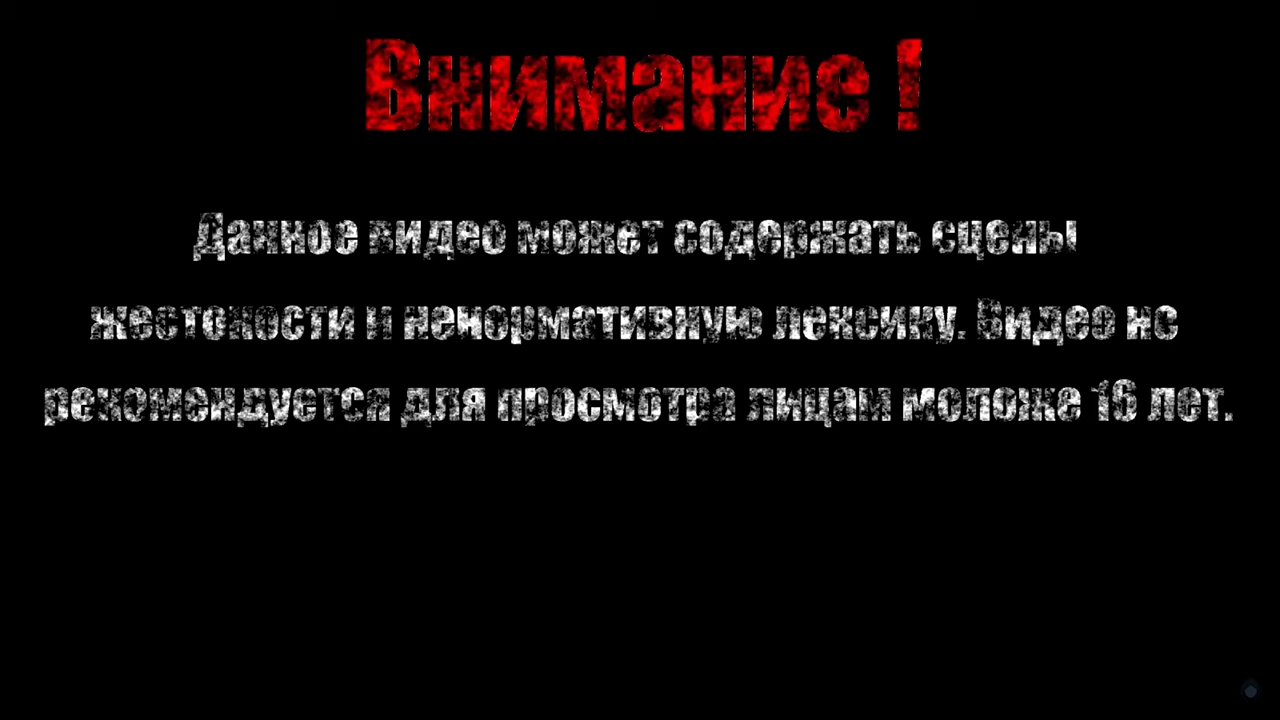 Внимание !
Данное видео может содержать сцены
жестокости и ненормативную лексику. Видео не
рекомендуется для просмотра лицам моложе 16 лет.